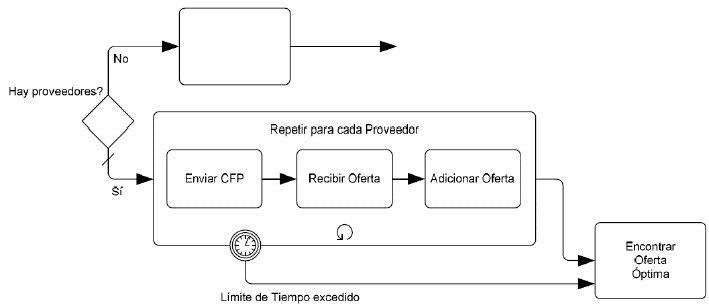 No
Hay proveedores?
Repetir para cada Proveedor
Enviar CFP
Recibir Oferta
Adicionar Oferta
Sí
Encontrar
Oferta
Óptima
Límite de Tiempo excedido